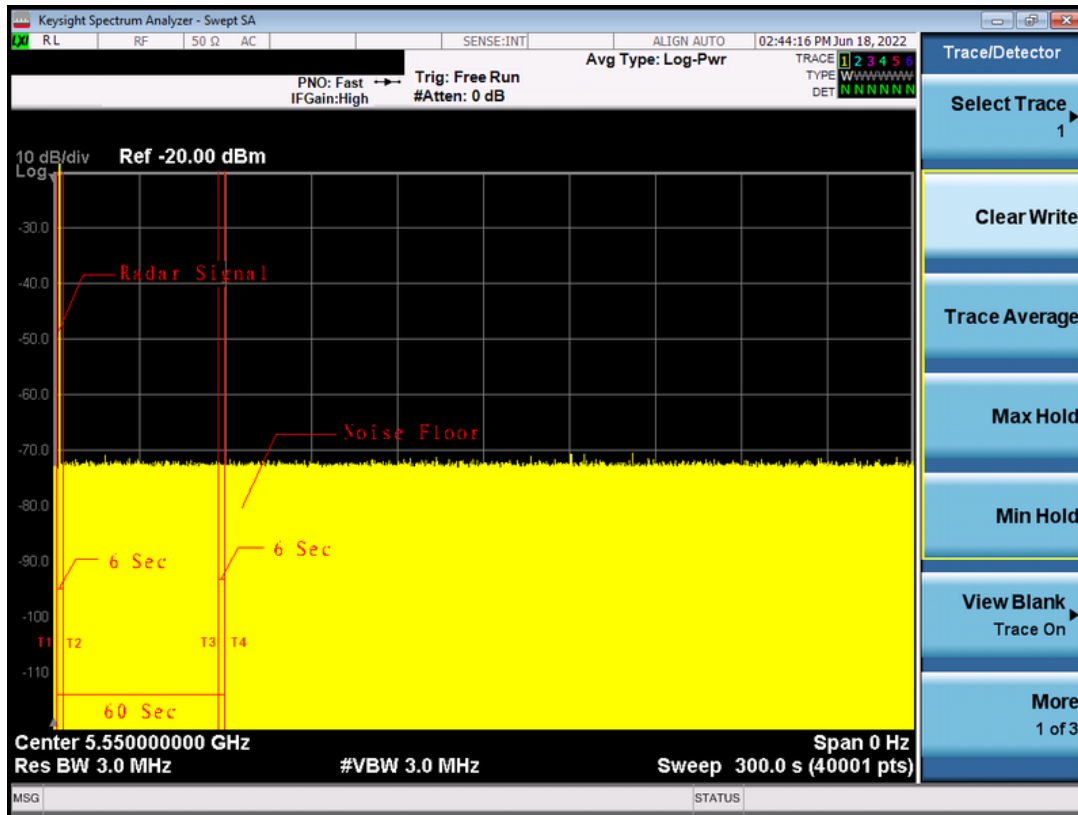 Keysight Spectrum Analyzer - Swept SA
LXI RL RF 50 Ω AC SENSE:INT ALIGN AUTO 02:44:16 PM Jun 18, 2022
Avg Type: Log-Pwr TRACE 1 2 3 4 5 6
PNO: Fast Trig: Free Run TYPE WWWWWW
IFGain:High #Atten: 0 dB DET N N N N N N
10 dB/div Ref -20.00 dBm
Log
-30.0
-40.0
-50.0
-60.0
-70.0
-80.0
-90.0
-100
-110
Radar Signal
Noise Floor
6 Sec
6 Sec
T1 T2 T3 T4
60 Sec
Center 5.550000000 GHz Span 0 Hz
Res BW 3.0 MHz #VBW 3.0 MHz Sweep 300.0 s (40001 pts)
MSG STATUS
Trace/Detector
Select Trace
1
Clear Write
Trace Average
Max Hold
Min Hold
View Blank
Trace On
More
1 of 3